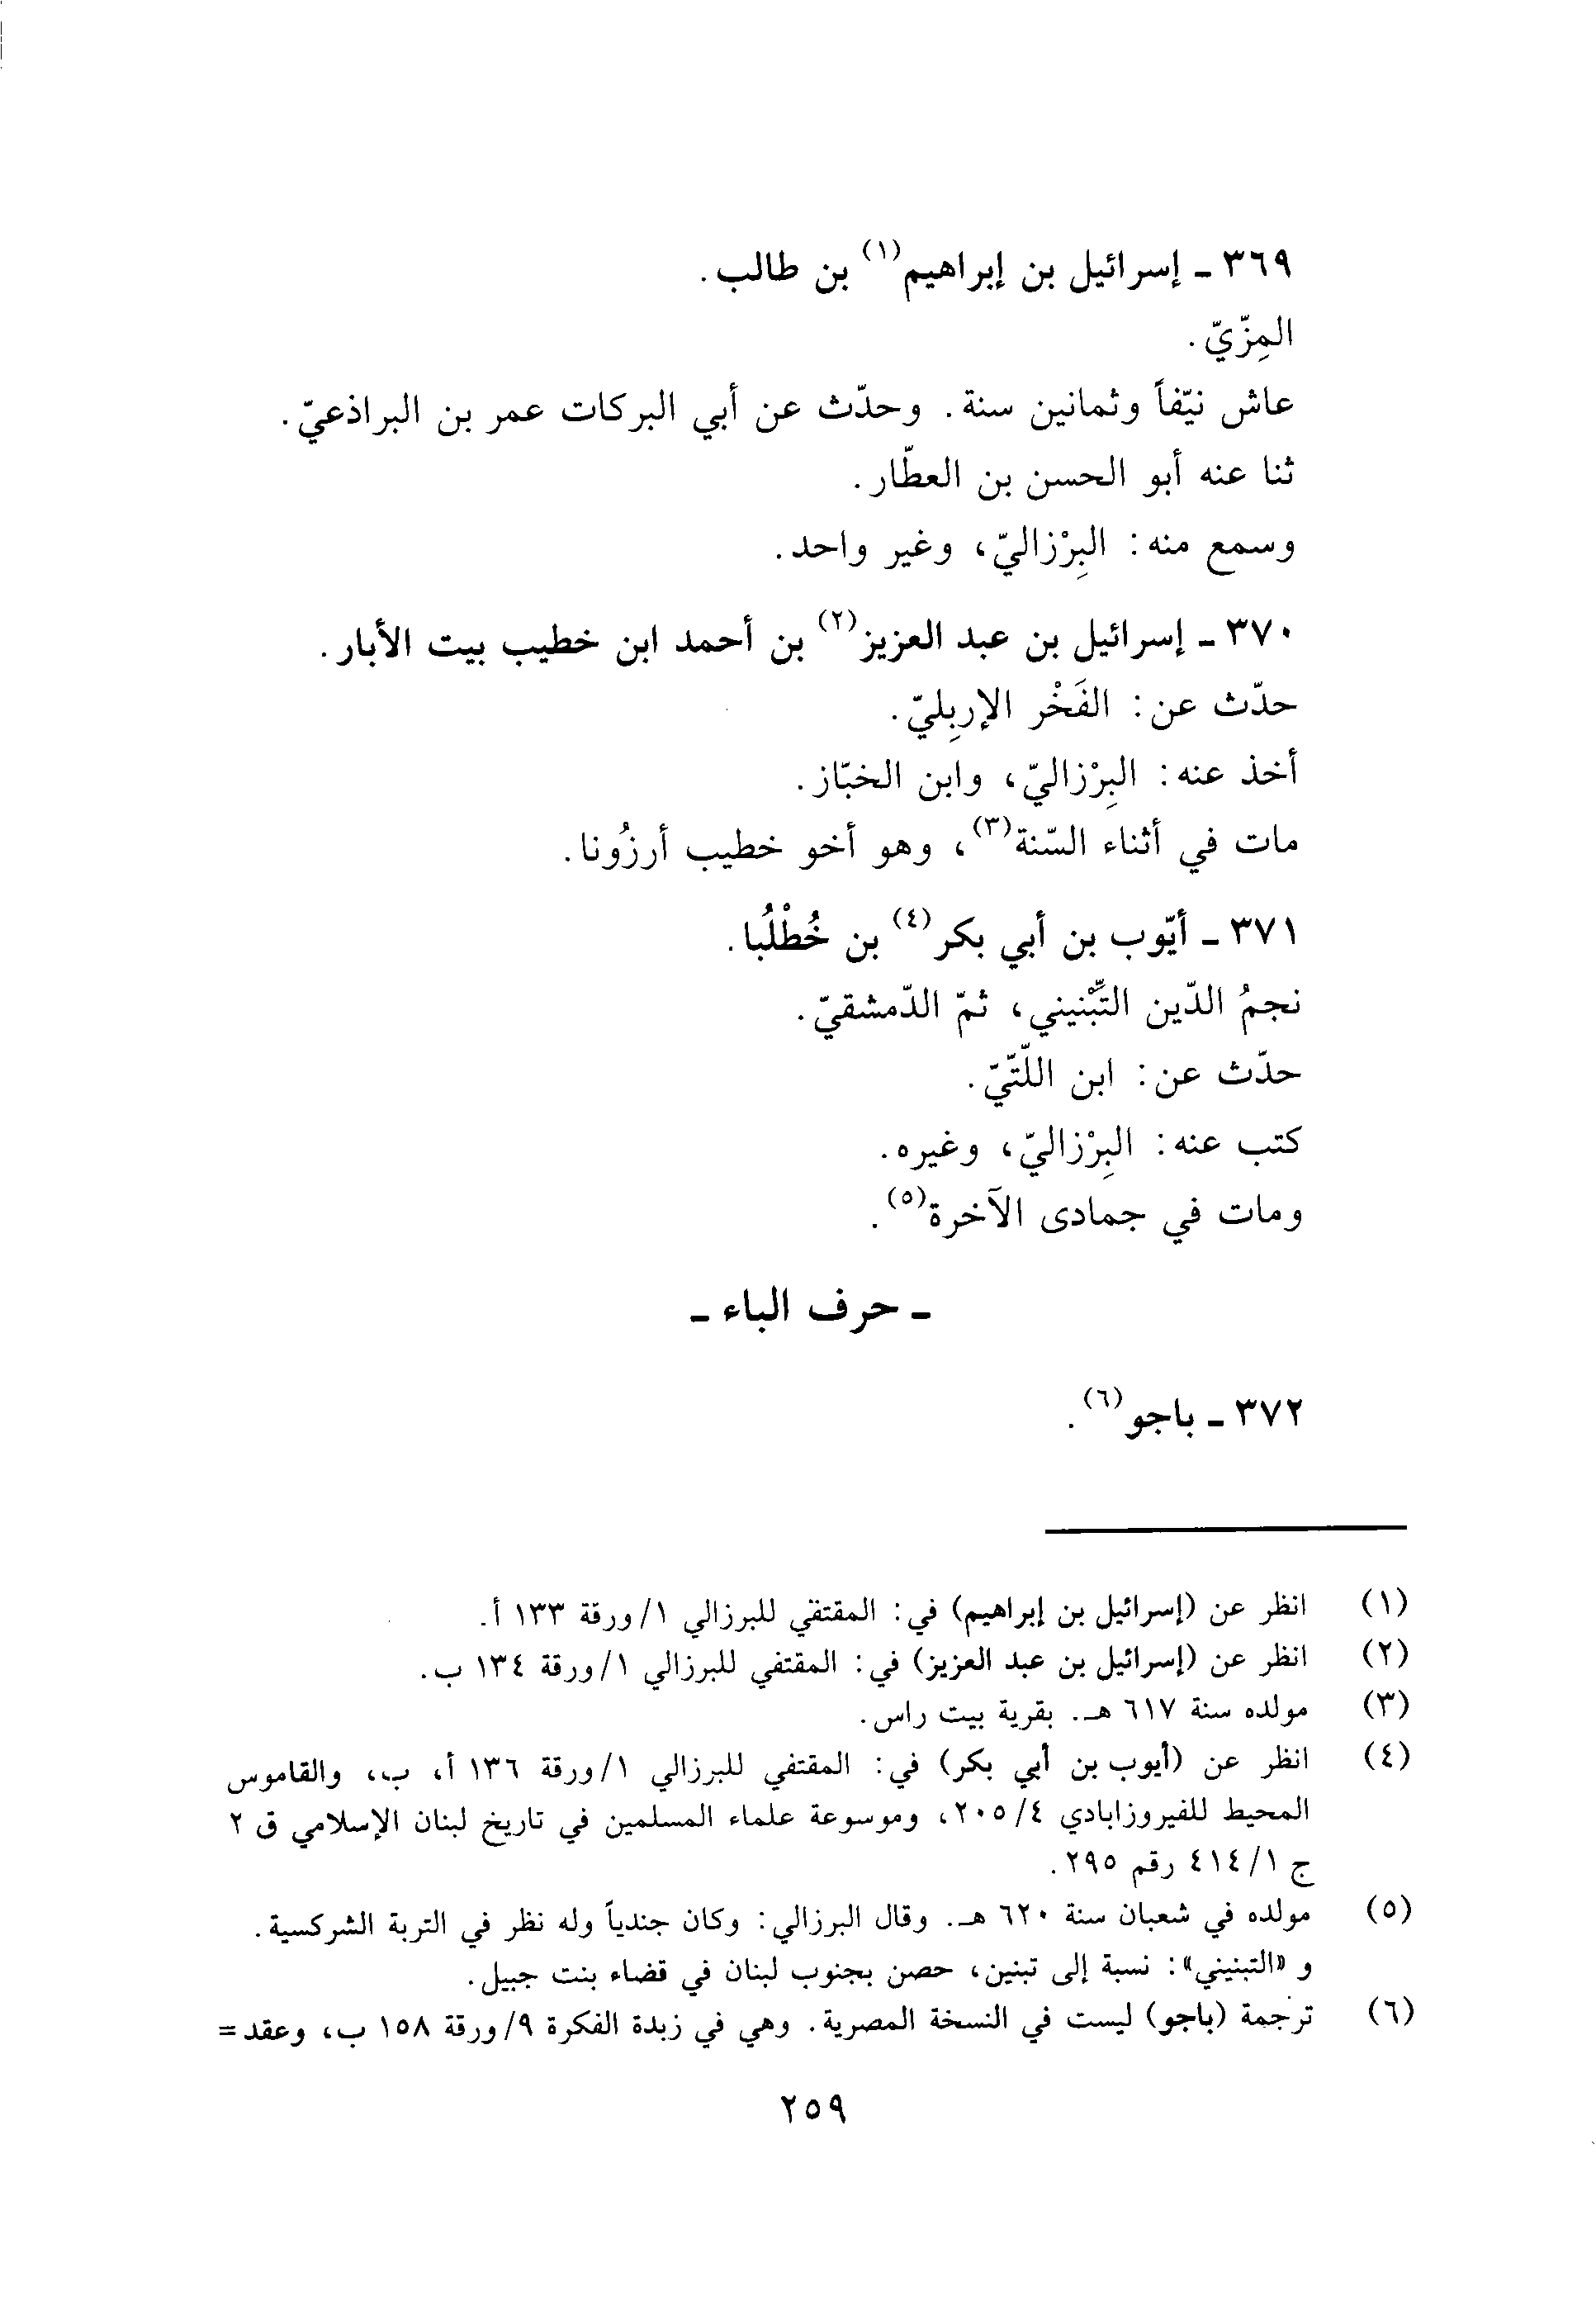 ٣٦٩ ـ إسرائيل بن إبراهيم(١) بن طالب.
المِزّيّ.
عاش نيّفاً وثمانين سنة. وحدّث عن أبي البركات عمر بن البراذعيّ.
ثنا عنه أبو الحسن بن العطّار.
وسمع منه: البِرْزاليّ، وغير واحد.
٣٧٠ ـ إسرائيل بن عبد العزيز(٢) بن أحمد ابن خطيب بيت الأبار.
حدّث عن: الفَخْر الإربِليّ.
أخذ عنه: البِرْزاليّ، وابن الخبّاز.
مات في أثناء السّنة(٣)، وهو أخو خطيب أرزُونا.
٣٧١ ـ أيّوب بن أبي بكر(٤) بن خُطْلُبا.
نجمُ الدّين التِّبْنيني، ثمّ الدّمشقيّ.
حدّث عن: ابن اللّتّيّ.
كتب عنه: البِرْزاليّ، وغيره.
ومات في جمادى الآخرة(٥).
ـ حرف الباء ـ
٣٧٢ ـ باجو(٦).
(١) انظر عن (إسرائيل بن إبراهيم) في: المقتفي للبرزالي ١/ورقة ١٣٣ أ.
(٢) انظر عن (إسرائيل بن عبد العزيز) في: المقتفي للبرزالي ١/ورقة ١٣٤ ب.
(٣) مولده سنة ٦١٧ هـ. بقرية بيت راس.
(٤) انظر عن (أيوب بن أبي بكر) في: المقتفي للبرزالي ١/ورقة ١٣٦ أ، ب،، والقاموس
المحيط للفيروزابادي ٤/٢٠٥، وموسوعة علماء المسلمين في تاريخ لبنان الإسلامي ق ٢
ج ١/٤١٤ رقم ٢٩٥.
(٥) مولده في شعبان سنة ٦٢٠ هـ. وقال البرزالي: وكان جندياً وله نظر في التربة الشركسية.
و «التبنيني»: نسبة إلى تبنين، حصن بجنوب لبنان في قضاء بنت جبيل.
(٦) ترجمة (باجو) ليست في النسخة المصرية. وهي في زبدة الفكرة ٩/ورقة ١٥٨ ب، وعقد =
٢٥٩